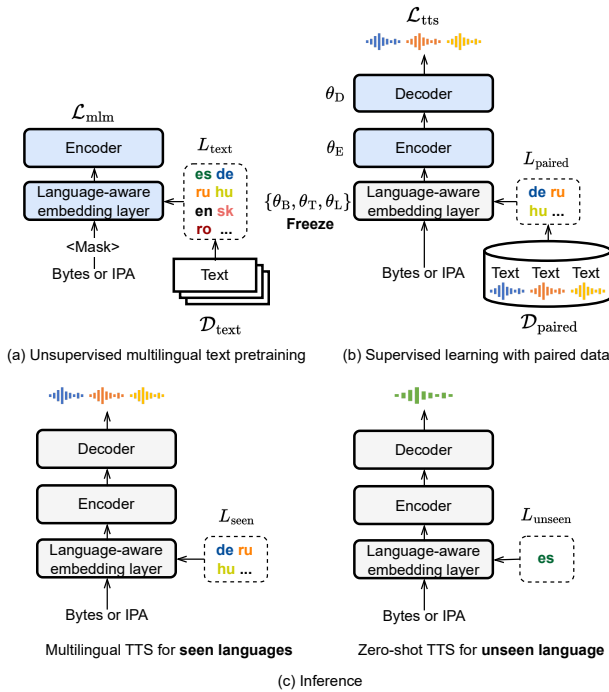 ℒ_tts
Decoder
θ_D
ℒ_mlm
Encoder
L_text
es de
ru hu
en sk
ro ...
Language-aware
embedding layer
<Mask>
Bytes or IPA
Text
𝒟_text
Encoder
θ_E
L_paired
Language-aware
embedding layer
{θ_B, θ_T, θ_L}
Freeze
de ru
hu ...
Bytes or IPA
Text Text Text
𝒟_paired
(a) Unsupervised multilingual text pretraining
(b) Supervised learning with paired data
Decoder
Encoder
L_seen
Language-aware
embedding layer
de ru
hu ...
Bytes or IPA
Multilingual TTS for seen languages
Decoder
Encoder
L_unseen
Language-aware
embedding layer
es
Bytes or IPA
Zero-shot TTS for unseen language
(c) Inference